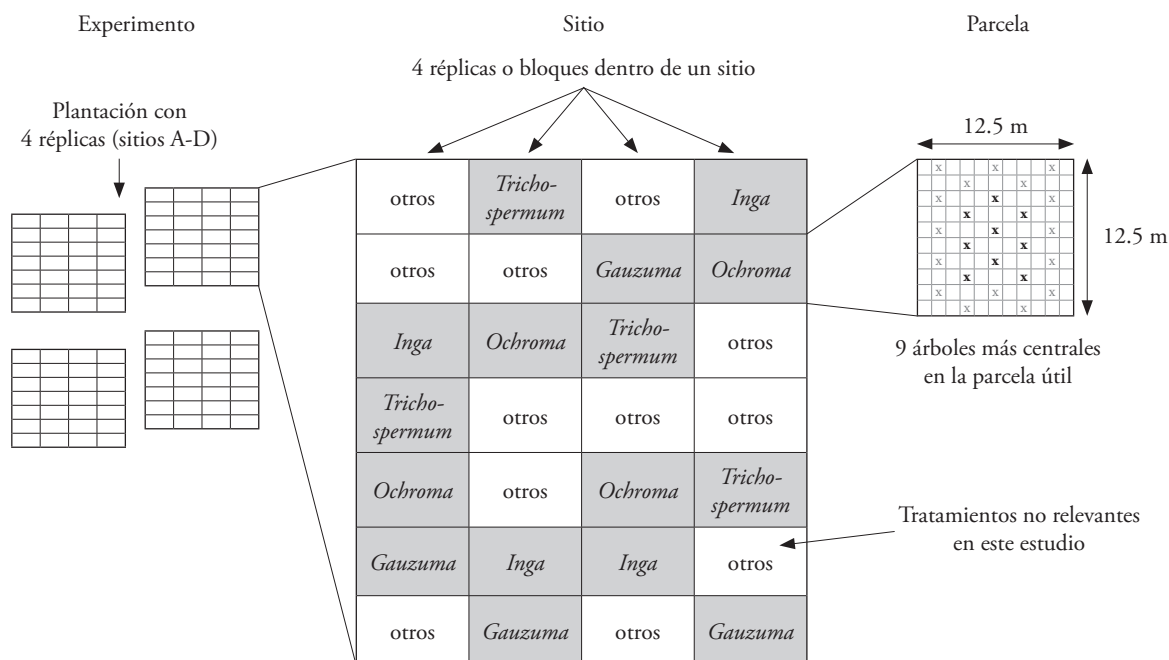 Experimento
Sitio
Parcela
4 réplicas o bloques dentro de un sitio
Plantación con
4 réplicas (sitios A-D)
12.5 m
otros
Tricho-
spermum
otros
Inga
otros
otros
Gauzuma
Ochroma
Inga
Ochroma
Tricho-
spermum
otros
Tricho-
spermum
otros
otros
otros
Ochroma
otros
Ochroma
Tricho-
spermum
Gauzuma
Inga
Inga
otros
otros
Gauzuma
otros
Gauzuma
x x x
x x
x x x
x x
x x x
x x
x x x
x x
x x x
x x
12.5 m
9 árboles más centrales
en la parcela útil
Tratamientos no relevantes
en este estudio